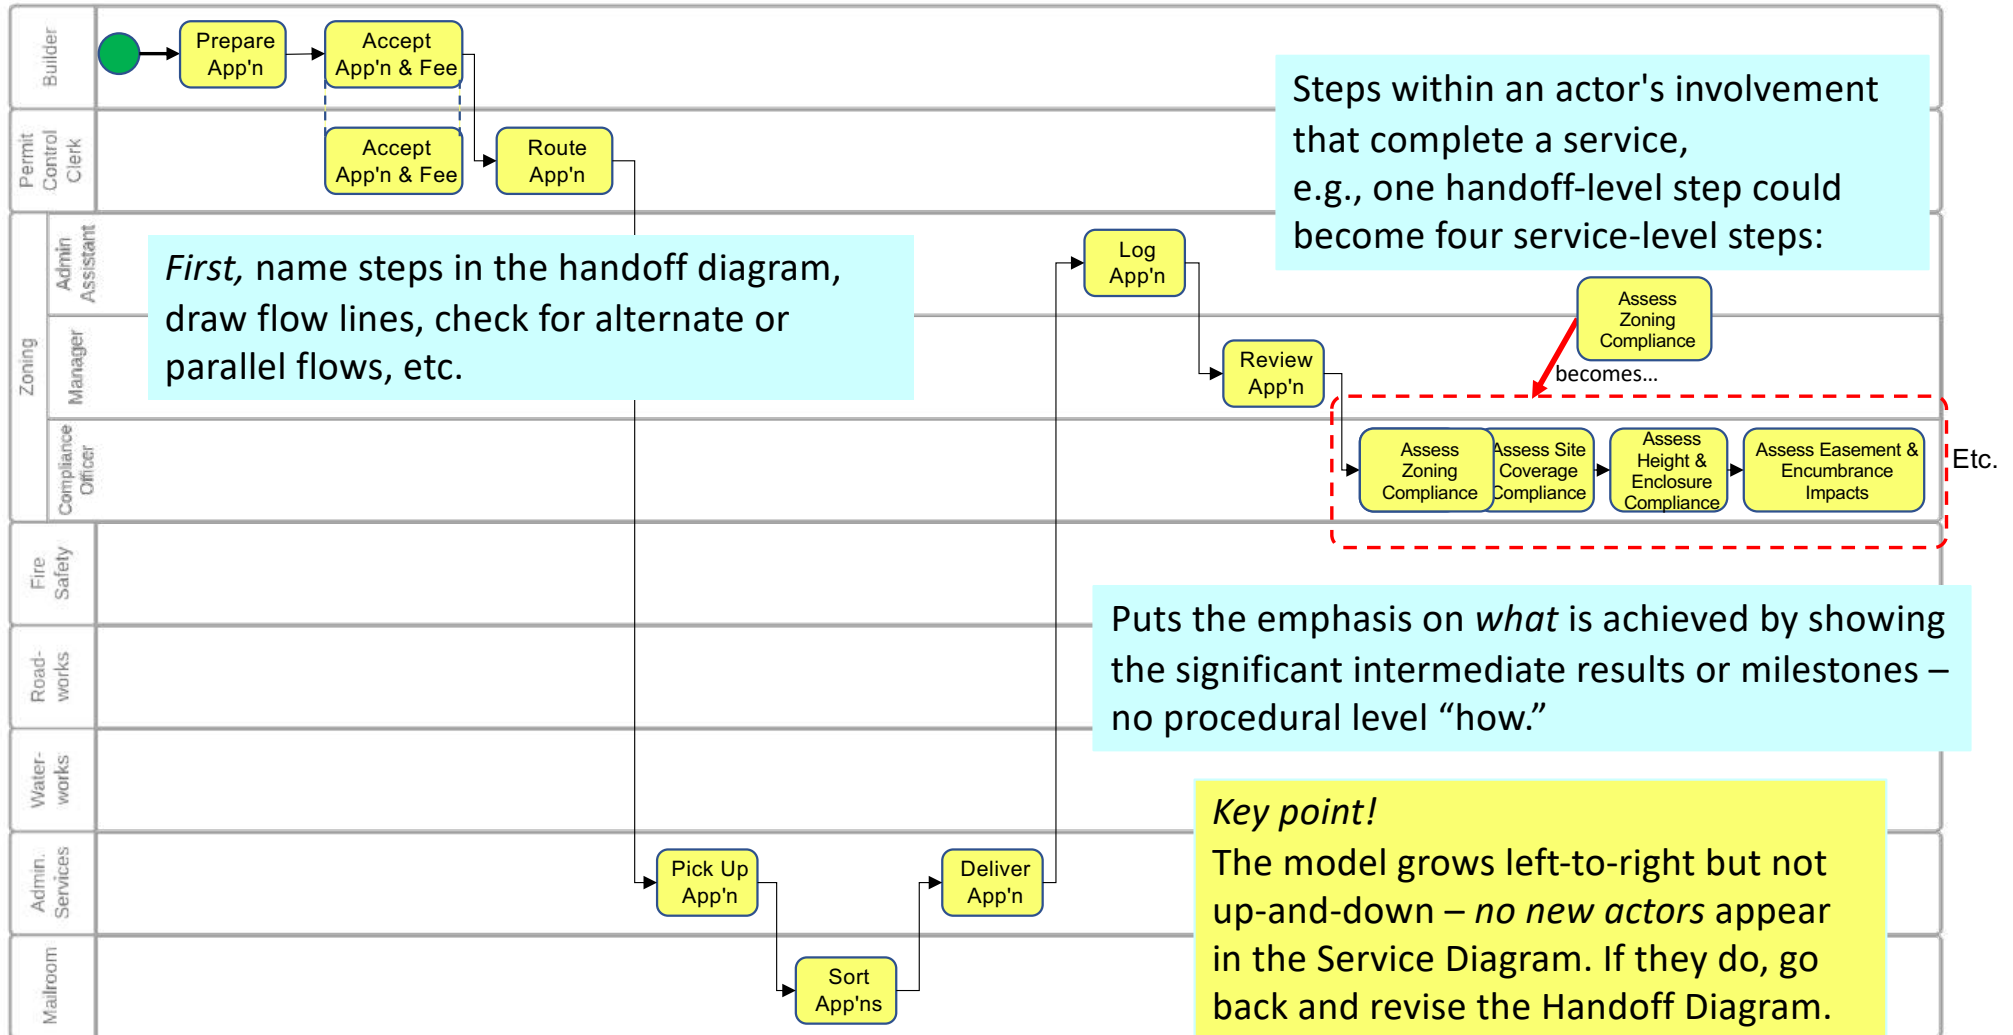 Builder
Prepare
App'n
Accept
App'n & Fee
Permit
Control
Clerk
Accept
App'n & Fee
Route
App'n
Steps within an actor's involvement
that complete a service,
e.g., one handoff-level step could
become four service-level steps:
Zoning
Admin
Assistant
First, name steps in the handoff diagram,
draw flow lines, check for alternate or
parallel flows, etc.
Log
App'n
Manager
Review
App'n
Assess
Zoning
Compliance
becomes...
Compliance
Officer
Assess
Zoning
Compliance
Assess Site
Coverage
Compliance
Assess
Height &
Enclosure
Compliance
Assess Easement &
Encumbrance
Impacts
Etc.
Fire
Safety
Puts the emphasis on what is achieved by showing
the significant intermediate results or milestones –
no procedural level “how.”
Road-
works
Water-
works
Admin.
Services
Pick Up
App'n
Deliver
App'n
Mailroom
Sort
App'ns
Key point!
The model grows left-to-right but not
up-and-down – no new actors appear
in the Service Diagram. If they do, go
back and revise the Handoff Diagram.